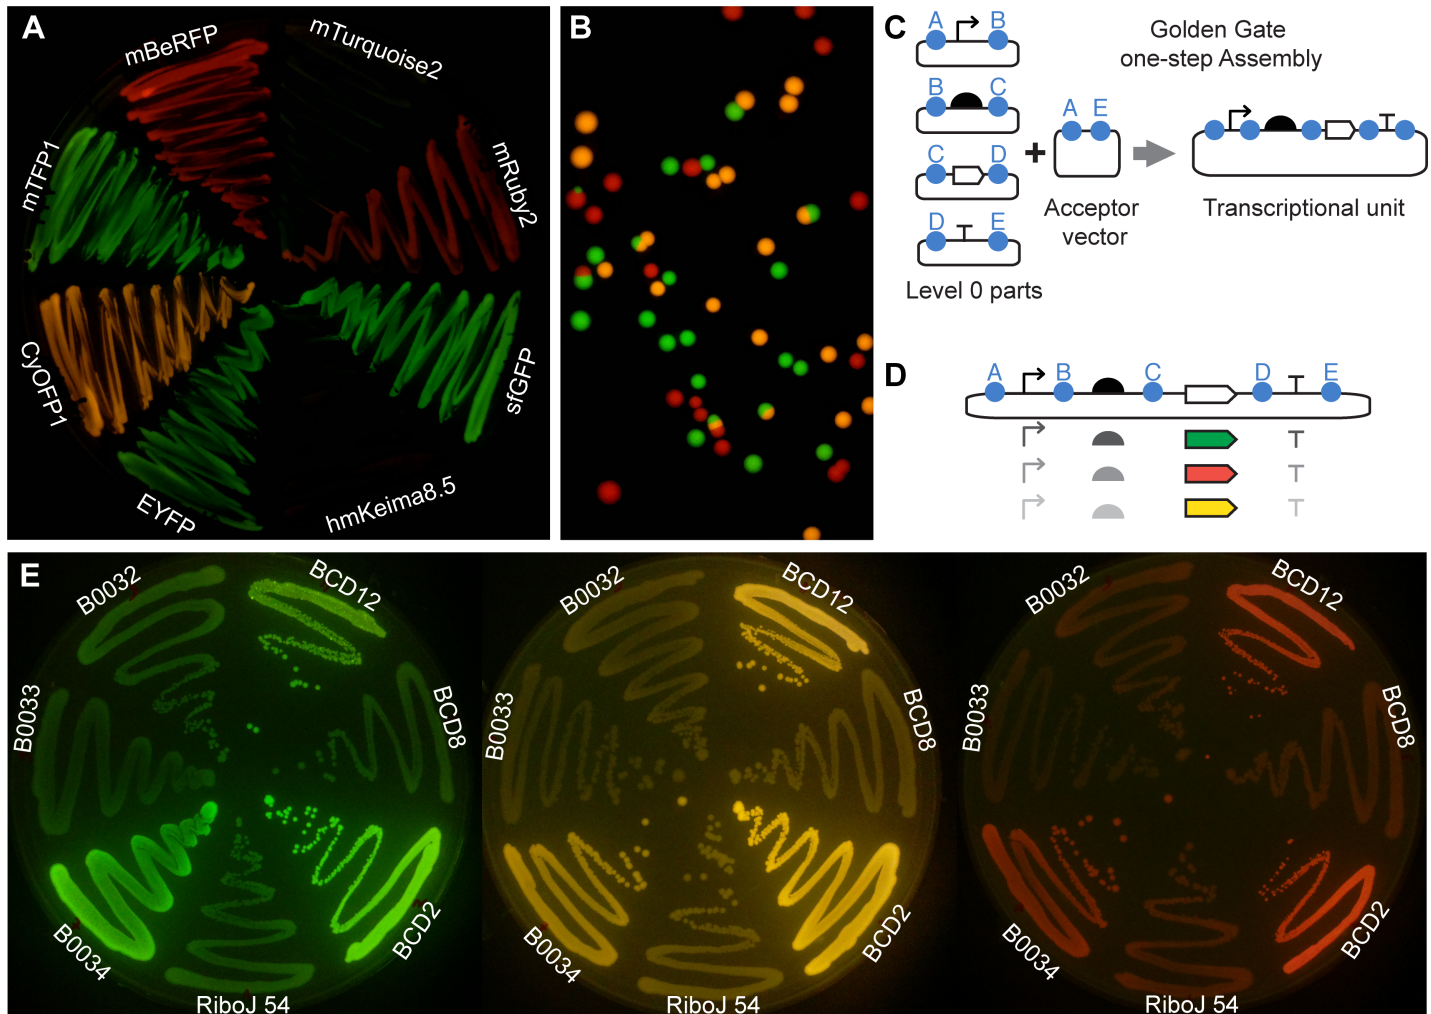 A
mBeRFP
mTurquoise2
mTFP1
mRuby2
CyOFP1
sfGFP
EYFP
hmKeima8.5
B
C
A B
B C
C D
D E
Level 0 parts
+
A E
Acceptor
vector
Golden Gate
one-step Assembly
Transcriptional unit
D
A B C D E
E
B0032
BCD12
B0033
BCD8
B0034
BCD2
RiboJ 54
B0032
BCD12
B0033
BCD8
B0034
BCD2
RiboJ 54
B0032
BCD12
B0033
BCD8
B0034
BCD2
RiboJ 54